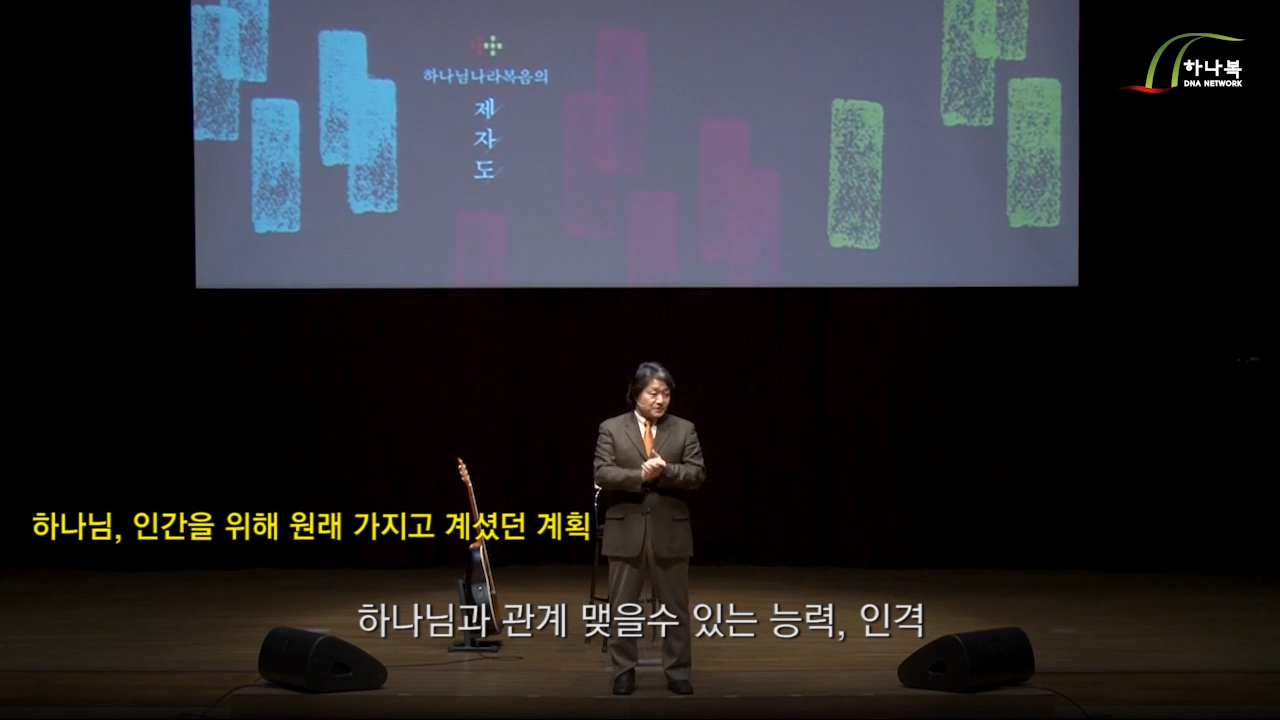 하나님나라복음의
제
자
도
하나복
DNA NETWORK
하나님, 인간을 위해 원래 가지고 계셨던 계획
하나님과 관계 맺을수 있는 능력, 인격